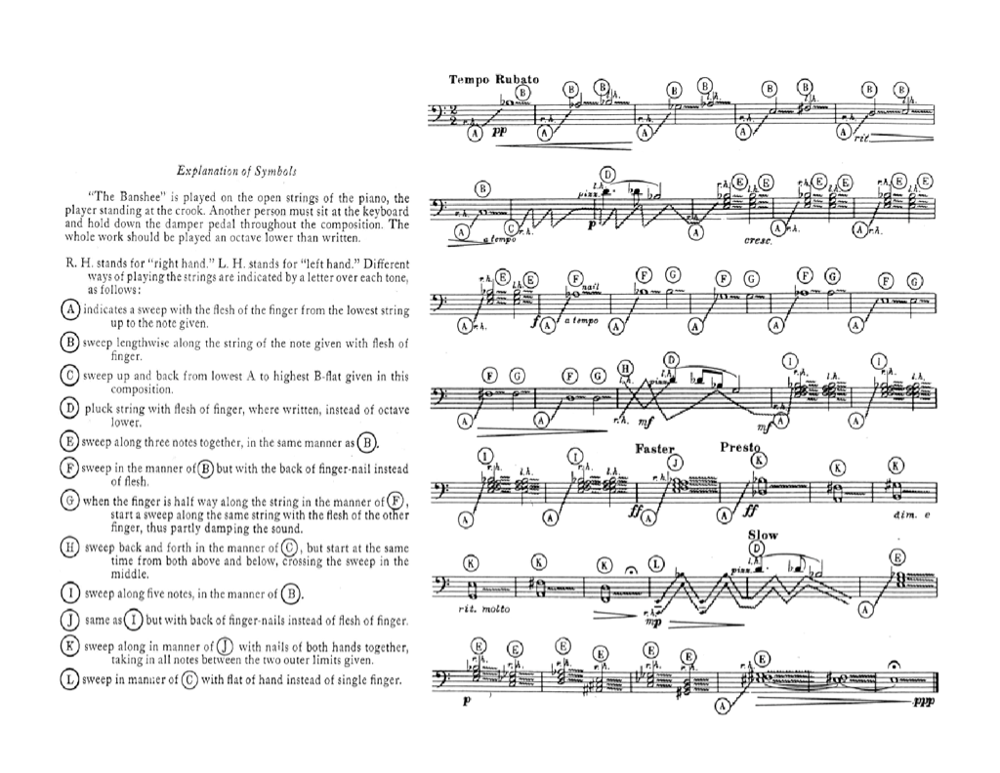 Explanation of Symbols
"The Banshee" is played on the open strings of the piano, the
player standing at the crook. Another person must sit at the keyboard
and hold down the damper pedal throughout the composition. The
whole work should be played an octave lower than written.
R. H. stands for "right hand." L. H. stands for "left hand." Different
ways of playing the strings are indicated by a letter over each tone,
as follows:
A indicates a sweep with the flesh of the finger from the lowest string
up to the note given.
B sweep lengthwise along the string of the note given with flesh of
finger.
C sweep up and back from lowest A to highest B-flat given in this
composition.
D pluck string with flesh of finger, where written, instead of octave
lower.
E sweep along three notes together, in the same manner as B.
F sweep in the manner of B but with the back of finger-nail instead
of flesh.
G when the finger is half way along the string in the manner of F,
start a sweep along the same string with the flesh of the other
finger, thus partly damping the sound.
H sweep back and forth in the manner of C, but start at the same
time from both above and below, crossing the sweep in the
middle.
I sweep along five notes, in the manner of B.
J same as I but with back of finger-nails instead of flesh of finger.
K sweep along in manner of J with nails of both hands together,
taking in all notes between the two outer limits given.
L sweep in manner of C with flat of hand instead of single finger.
Tempo Rubato
B B B B B B B B B
l.h. l.h. l.h. l.h.
r.h. r.h. r.h. r.h. r.h.
A pp A A A A rit.
B D E E E E E E
l.h. pizz. r.h. l.h. r.h. l.h. r.h. l.h.
r.h. A a tempo C r.h. p A cresc. A r.h. A r.h.
E E F F G F G F G F G
r.h. l.h. nail
A r.h. f A a tempo A A A A
F G F G H D I I
l.h. pizz. l.h. r.h. l.h. r.h. l.h.
A A r.h. mf mf A r.h. A
Faster Presto
I I J K K K
r.h. l.h. r.h. l.h. r.h.
A A ff A A ff dim. e
Slow
K K K L D E
pizz. l.h.
rit. molto r.h. mp A
E E E E E E E
r.h. r.h. r.h. r.h. r.h. r.h. r.h.
p A ppp